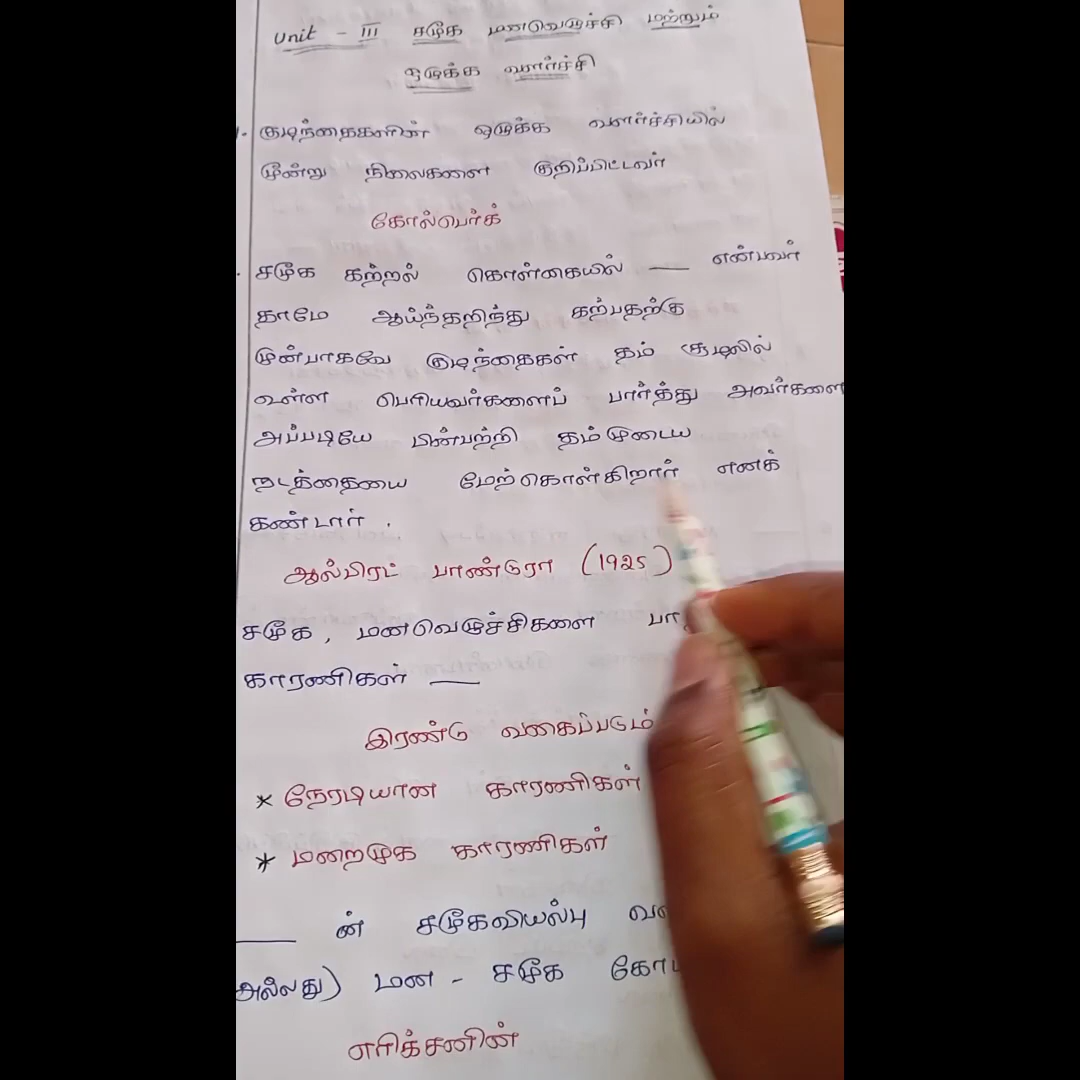 Unit - III சமூக மனவெழுச்சி மற்றும்
ஒழுக்க வளர்ச்சி
குழந்தைகளின் ஒழுக்க வளர்ச்சியில்
மூன்று நிலைகளை குறிப்பிட்டவர்
கோல்பெர்க்
சமூக கற்றல் கொள்கையில் — என்பவர்
தாமே ஆய்ந்தறிந்து கற்பதற்கு
முன்பாகவே குழந்தைகள் தம் சூழலில்
உள்ள பெரியவர்களைப் பார்த்து அவர்களை
அப்படியே பின்பற்றி தம்முடைய
நடத்தையை மேற்கொள்கிறார் எனக்
கண்டார்.
ஆல்பிரட் பாண்டுரா (1925)
சமூக, மனவெழுச்சிகளை
காரணிகள் —
இரண்டு வகைப்படும்
* நேரடியான காரணிகள்
* மறைமுக காரணிகள்
— ன் சமூகவியல்பு
அல்லது) மன - சமூக
எரிக்சனின்